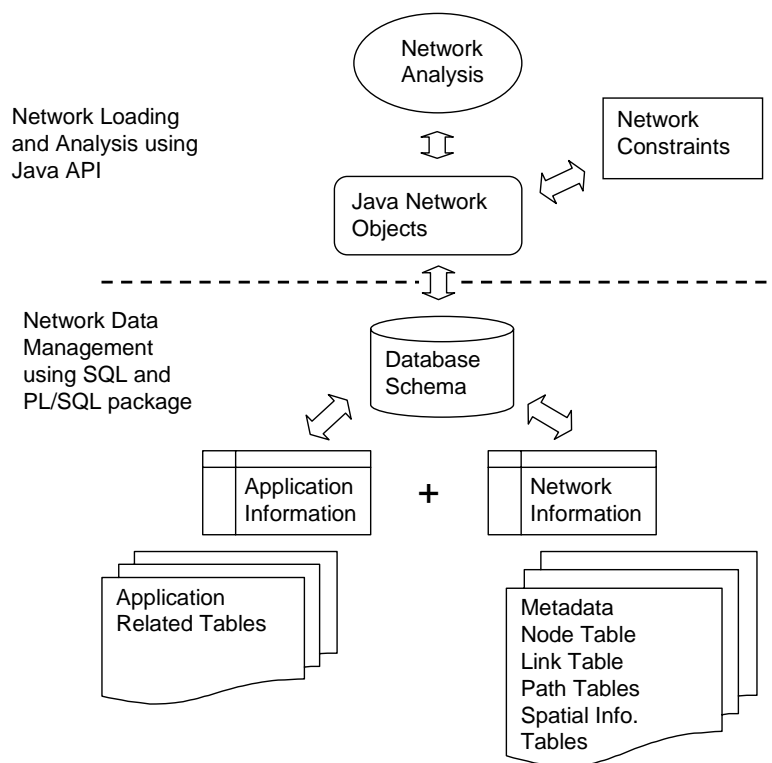 Network
Analysis
Network Loading
and Analysis using
Java API
Network
Constraints
Java Network
Objects
Network Data
Management
using SQL and
PL/SQL package
Database
Schema
Application
Information
+
Network
Information
Application
Related Tables
Metadata
Node Table
Link Table
Path Tables
Spatial Info.
Tables